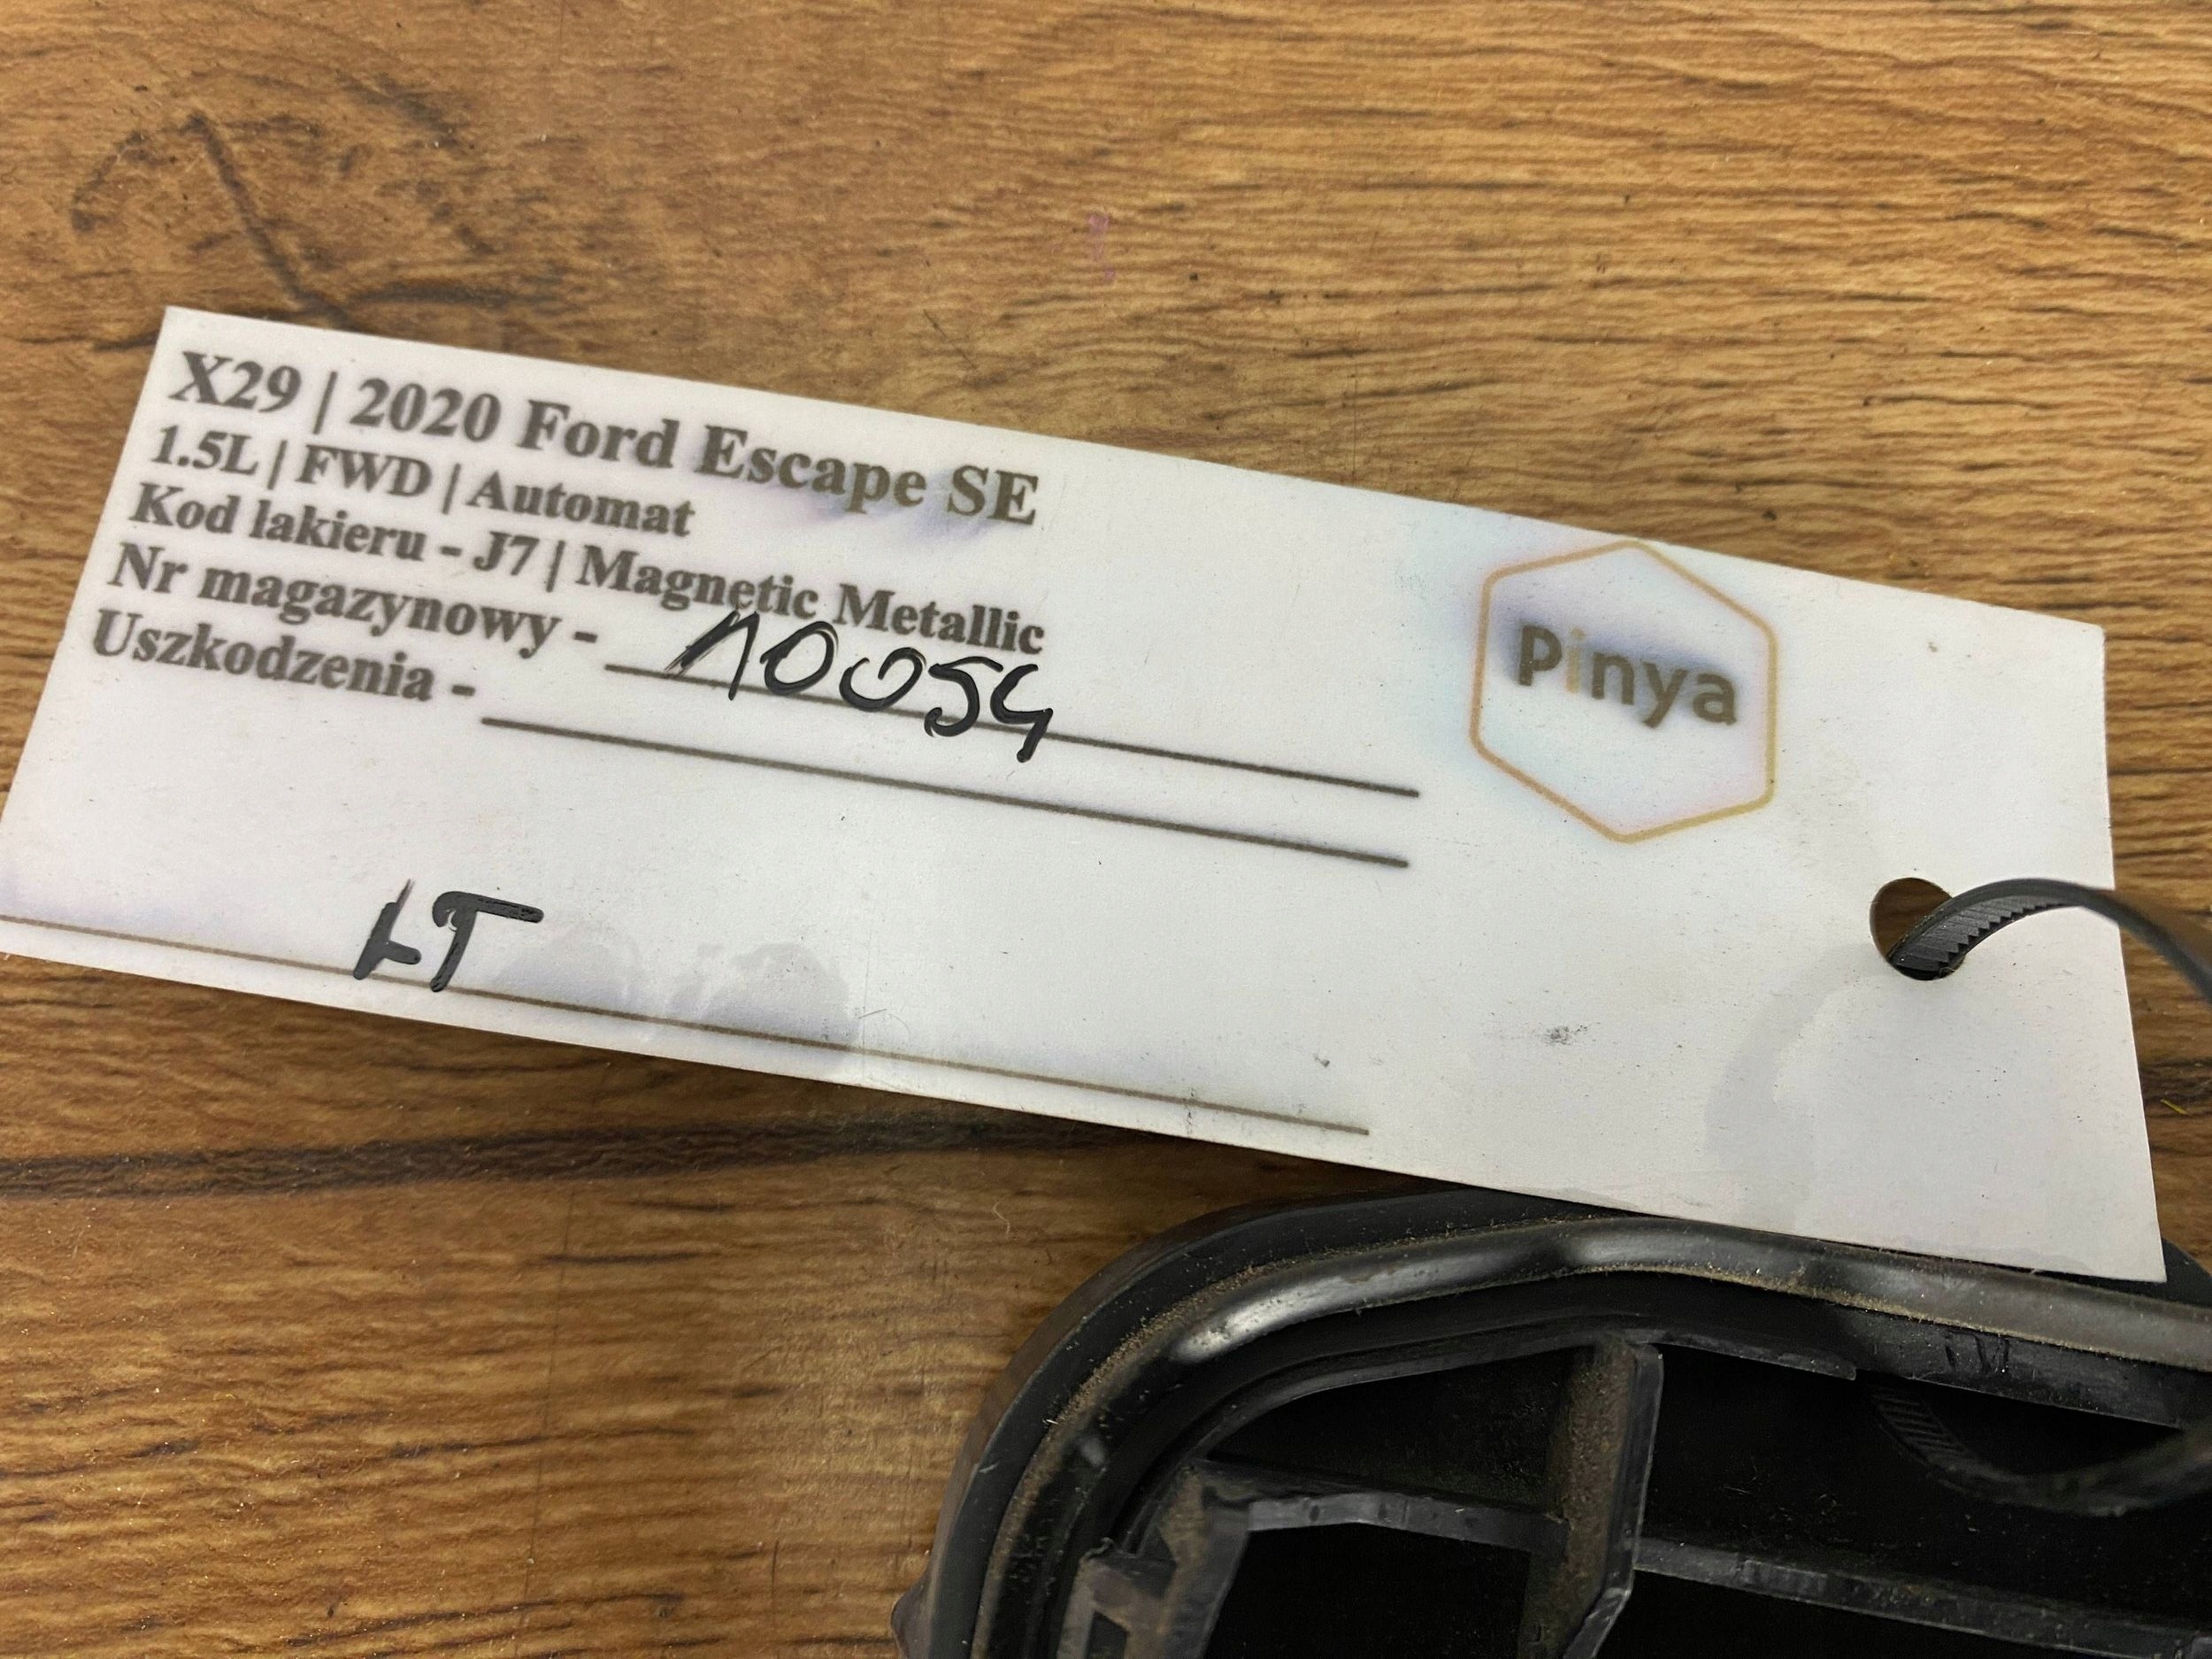 X29 | 2020 Ford Escape SE
1.5L | FWD | Automat
Kod lakieru - J7 | Magnetic Metallic
Nr magazynowy - 10054
Uszkodzenia -
LT
Pinya